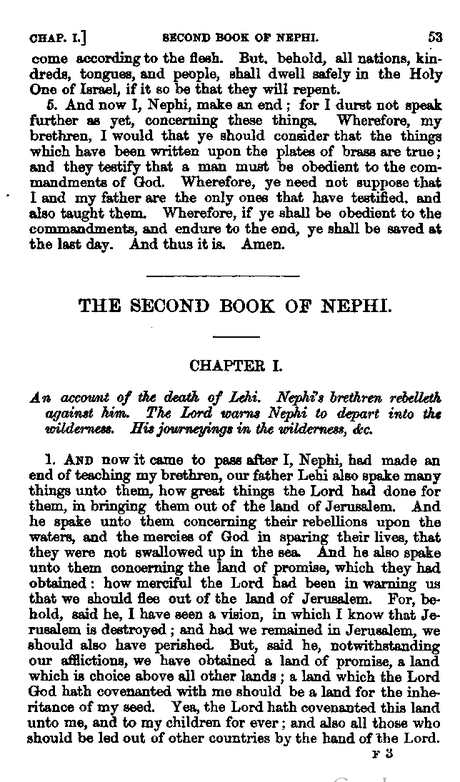 CHAP. I.] SECOND BOOK OF NEPHI. 53
come according to the flesh. But, behold, all nations, kin-
dreds, tongues, and people, shall dwell safely in the Holy
One of Israel, if it so be that they will repent.
5. And now I, Nephi, make an end; for I durst not speak
further as yet, concerning these things. Wherefore, my
brethren, I would that ye should consider that the things
which have been written upon the plates of brass are true;
and they testify that a man must be obedient to the com-
mandments of God. Wherefore, ye need not suppose that
I and my father are the only ones that have testified, and
also taught them. Wherefore, if ye shall be obedient to the
commandments, and endure to the end, ye shall be saved at
the last day. And thus it is. Amen.
THE SECOND BOOK OF NEPHI.
CHAPTER I.
An account of the death of Lehi. Nephi's brethren rebelleth
against him. The Lord warns Nephi to depart into the
wilderness. His journeyings in the wilderness, &c.
1. AND now it came to pass after I, Nephi, had made an
end of teaching my brethren, our father Lehi also spake many
things unto them, how great things the Lord had done for
them, in bringing them out of the land of Jerusalem. And
he spake unto them concerning their rebellions upon the
waters, and the mercies of God in sparing their lives, that
they were not swallowed up in the sea. And he also spake
unto them concerning the land of promise, which they had
obtained: how merciful the Lord had been in warning us
that we should flee out of the land of Jerusalem. For, be-
hold, said he, I have seen a vision, in which I know that Je-
rusalem is destroyed; and had we remained in Jerusalem, we
should also have perished. But, said he, notwithstanding
our afflictions, we have obtained a land of promise, a land
which is choice above all other lands; a land which the Lord
God hath covenanted with me should be a land for the inhe-
ritance of my seed. Yea, the Lord hath covenanted this land
unto me, and to my children for ever; and also all those who
should be led out of other countries by the hand of the Lord.
F 3